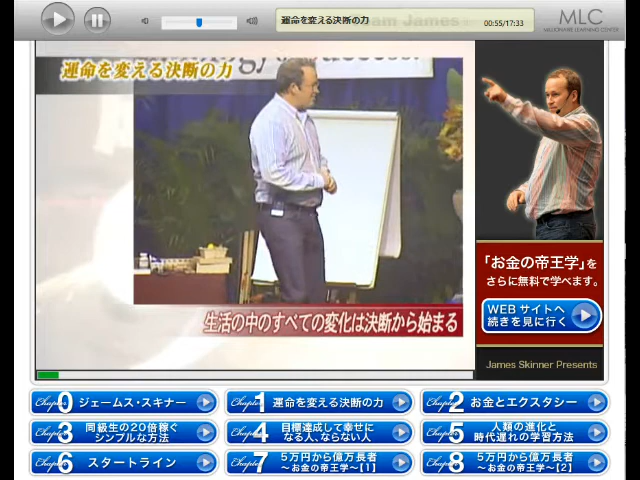 運命を変える決断の力
00:55/17:33
MLC
MILLIONAIRE LEARNING CENTER
運命を変える決断の力
生活の中のすべての変化は決断から始まる
「お金の帝王学」を
さらに無料で学べます。
WEBサイトへ
続きを見に行く
James Skinner Presents
Chapter 0 ジェームス・スキナー
Chapter 1 運命を変える決断の力
Chapter 2 お金とエクスタシー
Chapter 3 同級生の20倍稼ぐ
シンプルな方法
Chapter 4 目標達成して幸せに
なる人、ならない人
Chapter 5 人類の進化と
時代遅れの学習方法
Chapter 6 スタートライン
Chapter 7 5万円から億万長者
～お金の帝王学～【1】
Chapter 8 5万円から億万長者
～お金の帝王学～【2】